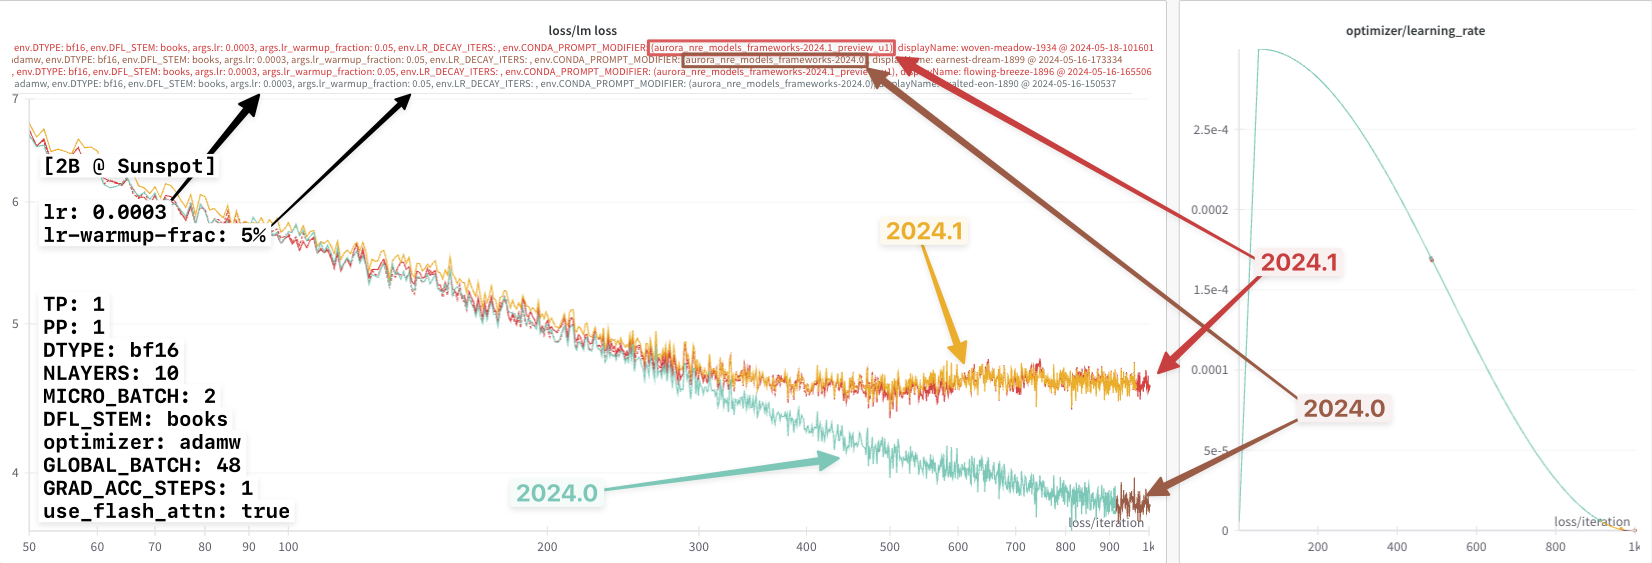 loss/lm loss
env.DTYPE: bf16, env.DFL_STEM: books, args.lr: 0.0003, args.lr_warmup_fraction: 0.05, env.LR_DECAY_ITERS: , env.CONDA_PROMPT_MODIFIER: (aurora_nre_models_frameworks-2024.1_preview_u1), displayName: woven-meadow-1934 @ 2024-05-18-101601
adamw, env.DTYPE: bf16, env.DFL_STEM: books, args.lr: 0.0003, args.lr_warmup_fraction: 0.05, env.LR_DECAY_ITERS: , env.CONDA_PROMPT_MODIFIER: (aurora_nre_models_frameworks-2024.0), displayName: earnest-dream-1899 @ 2024-05-16-173334
, env.DTYPE: bf16, env.DFL_STEM: books, args.lr: 0.0003, args.lr_warmup_fraction: 0.05, env.LR_DECAY_ITERS: , env.CONDA_PROMPT_MODIFIER: (aurora_nre_models_frameworks-2024.1_preview_u1), displayName: flowing-breeze-1896 @ 2024-05-16-165506
adamw, env.DTYPE: bf16, env.DFL_STEM: books, args.lr: 0.0003, args.lr_warmup_fraction: 0.05, env.LR_DECAY_ITERS: , env.CONDA_PROMPT_MODIFIER: (aurora_nre_models_frameworks-2024.0), displayName: exalted-eon-1890 @ 2024-05-16-150537
7
6
5
4
[2B @ Sunspot]
lr: 0.0003
lr-warmup-frac: 5%
TP: 1
PP: 1
DTYPE: bf16
NLAYERS: 10
MICRO_BATCH: 2
DFL_STEM: books
optimizer: adamw
GLOBAL_BATCH: 48
GRAD_ACC_STEPS: 1
use_flash_attn: true
2024.1
2024.0
loss/iteration
50 60 70 80 90 100 200 300 400 500 600 700 800 900 1k
optimizer/learning_rate
2.5e-4
0.0002
1.5e-4
0.0001
5e-5
0
2024.1
2024.0
loss/iteration
200 400 600 800 1k